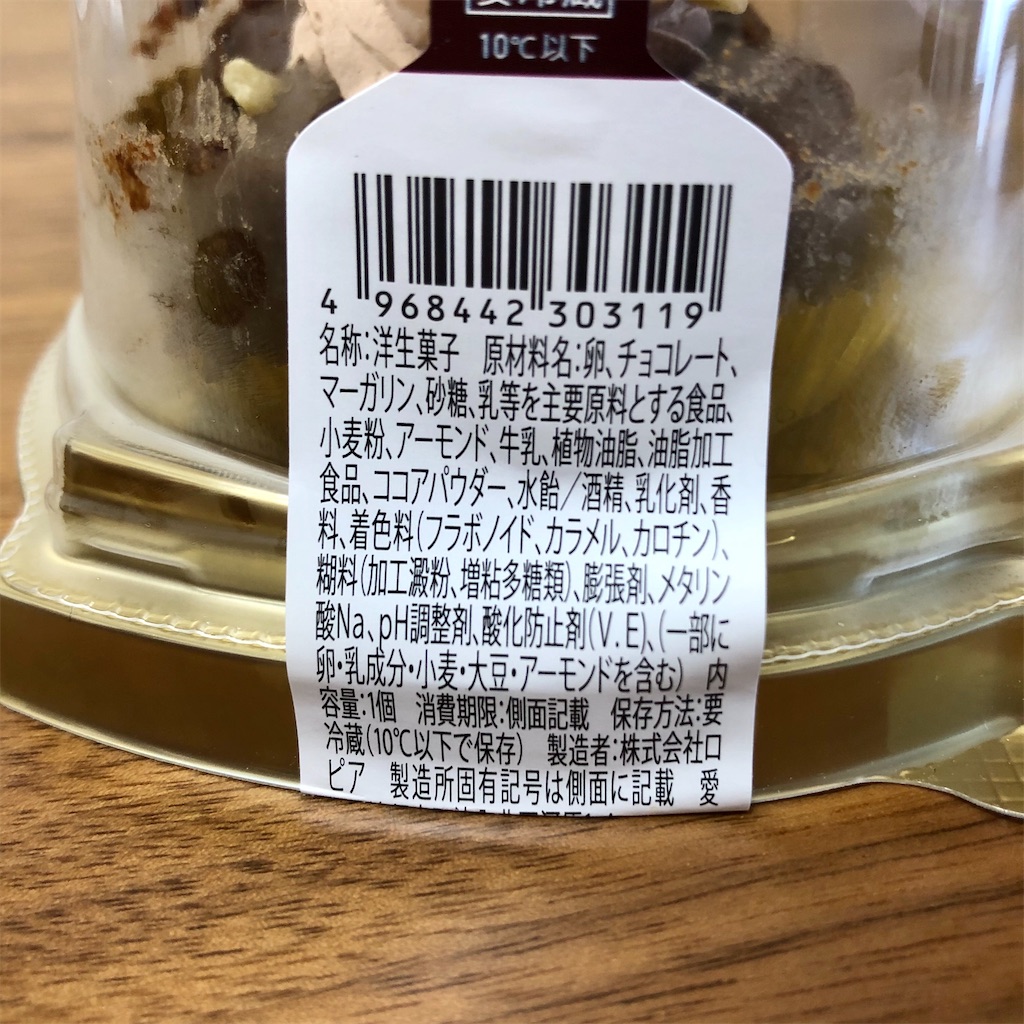 要冷蔵
10℃以下
4 968442 303119
名称:洋生菓子 原材料名:卵、チョコレート、
マーガリン、砂糖、乳等を主要原料とする食品、
小麦粉、アーモンド、牛乳、植物油脂、油脂加工
食品、ココアパウダー、水飴/酒精、乳化剤、香
料、着色料(フラボノイド、カラメル、カロチン)、
糊料(加工澱粉、増粘多糖類)、膨張剤、メタリン
酸Na、pH調整剤、酸化防止剤(V.E)、(一部に
卵・乳成分・小麦・大豆・アーモンドを含む) 内
容量:1個 消費期限:側面記載 保存方法:要
冷蔵(10℃以下で保存) 製造者:株式会社ロ
ピア 製造所固有記号は側面に記載 愛